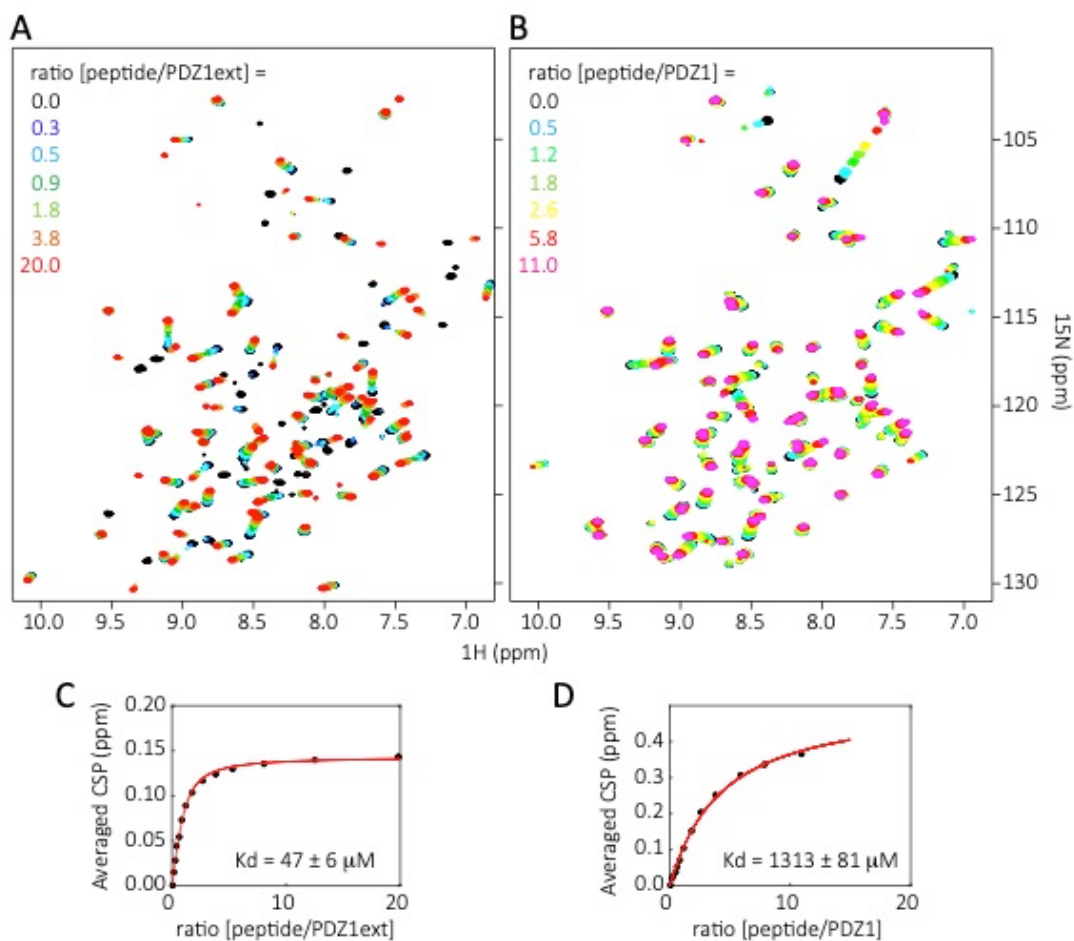 A
B
ratio [peptide/PDZ1ext] =
0.0
0.3
0.5
0.9
1.8
3.8
20.0
ratio [peptide/PDZ1] =
0.0
0.5
1.2
1.8
2.6
5.8
11.0
105
110
115
120
125
130
15N (ppm)
10.0 9.5 9.0 8.5 8.0 7.5 7.0
10.0 9.5 9.0 8.5 8.0 7.5 7.0
1H (ppm)
C
Averaged CSP (ppm)
0.20
0.15
0.10
0.05
0.00
Kd = 47 ± 6 µM
0 10 20
ratio [peptide/PDZ1ext]
D
Averaged CSP (ppm)
0.4
0.3
0.2
0.1
0
Kd = 1313 ± 81 µM
0 10 20
ratio [peptide/PDZ1]